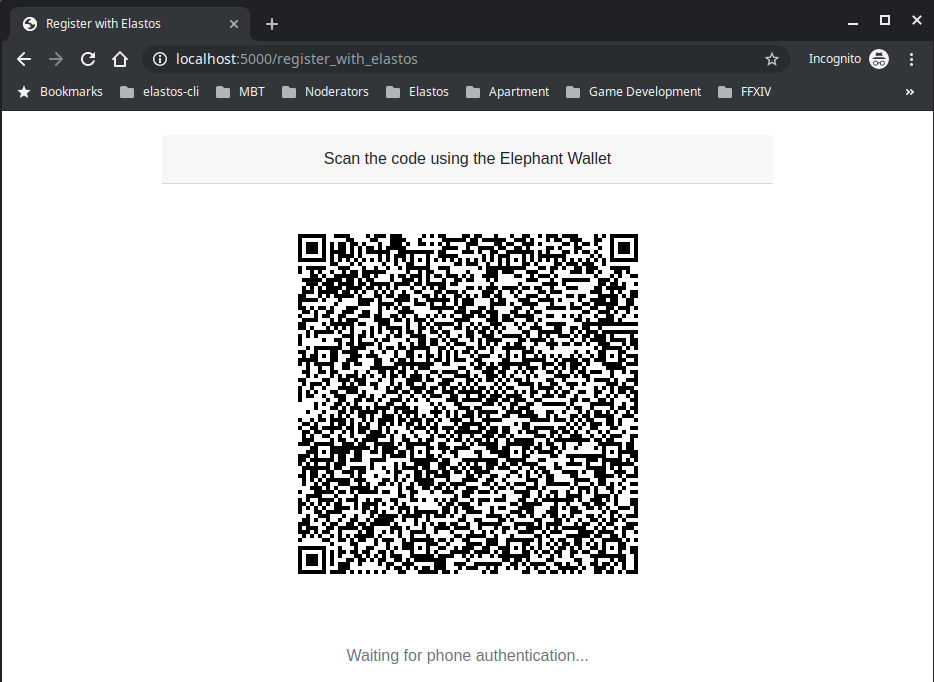 Register with Elastos
localhost:5000/register_with_elastos
Incognito
Bookmarks elastos-cli MBT Noderators Elastos Apartment Game Development FFXIV »
Scan the code using the Elephant Wallet
Waiting for phone authentication...